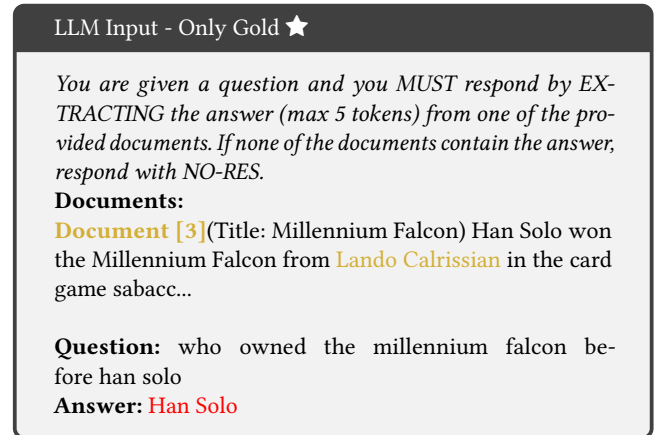 LLM Input - Only Gold ★
You are given a question and you MUST respond by EX-
TRACTING the answer (max 5 tokens) from one of the pro-
vided documents. If none of the documents contain the answer,
respond with NO-RES.
Documents:
Document [3](Title: Millennium Falcon) Han Solo won
the Millennium Falcon from Lando Calrissian in the card
game sabacc...
Question: who owned the millennium falcon be-
fore han solo
Answer: Han Solo